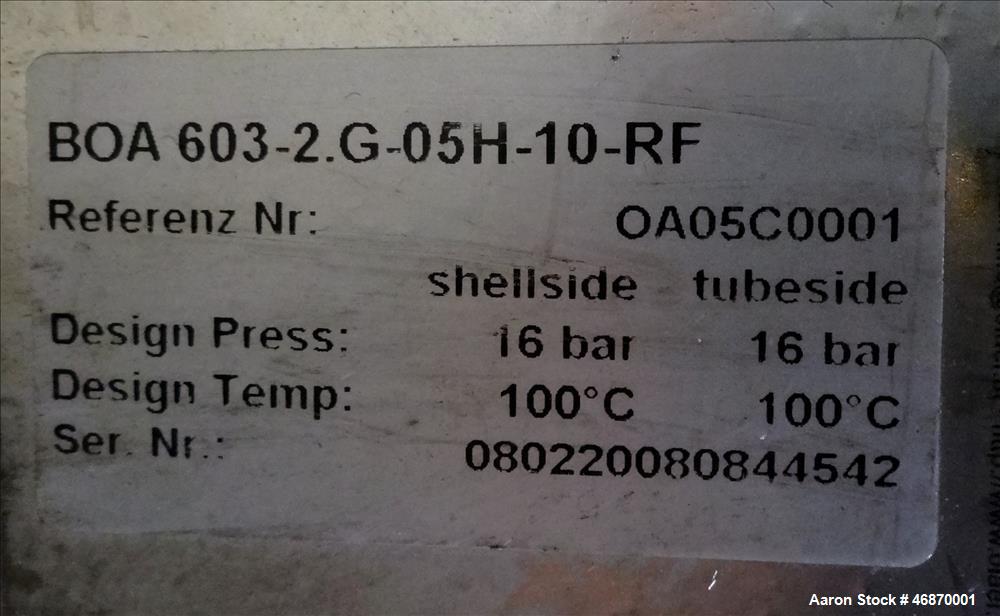 BOA 603-2.G-05H-10-RF
Referenz Nr: OA05C0001
shellside tubeside
Design Press: 16 bar 16 bar
Design Temp: 100°C 100°C
Ser. Nr.: 080220080844542
Aaron Stock # 46870001